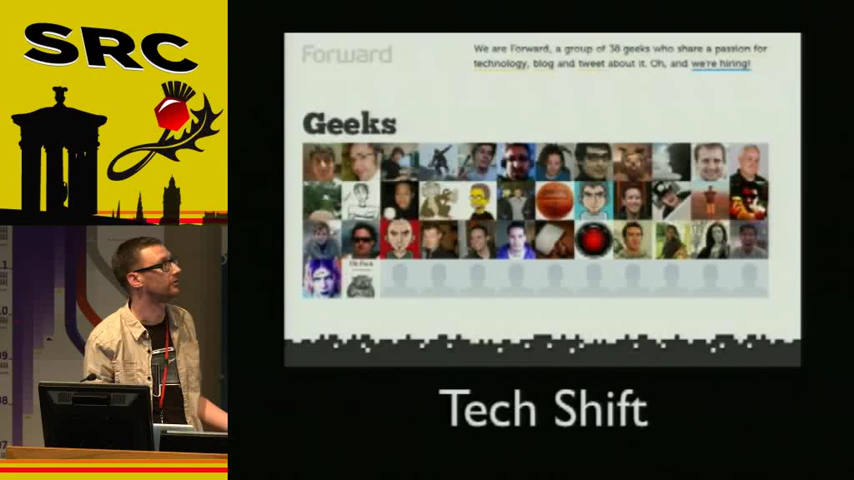 SRC
Forward
We are Forward, a group of 38 geeks who share a passion for
technology, blog and tweet about it. Oh, and we're hiring!
Geeks
Tech Shift